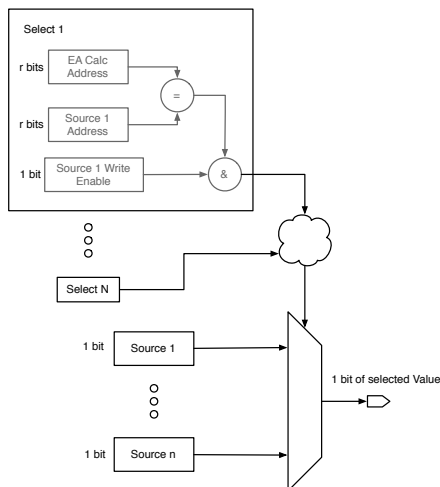 Select 1
r bits
EA Calc
Address
=
r bits
Source 1
Address
1 bit
Source 1 Write
Enable
&
Select N
1 bit
Source 1
1 bit of selected Value
1 bit
Source n